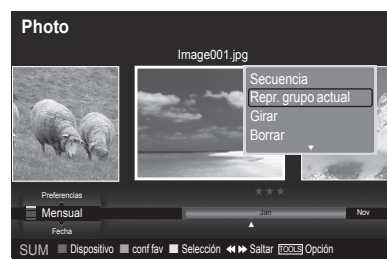 Photo
Image001.jpg
Secuencia
Repr. grupo actual
Girar
Borrar
Preferencias
Mensual
Jan
Nov
Fecha
SUM Dispositivo conf fav Selección Saltar TOOLS Opción